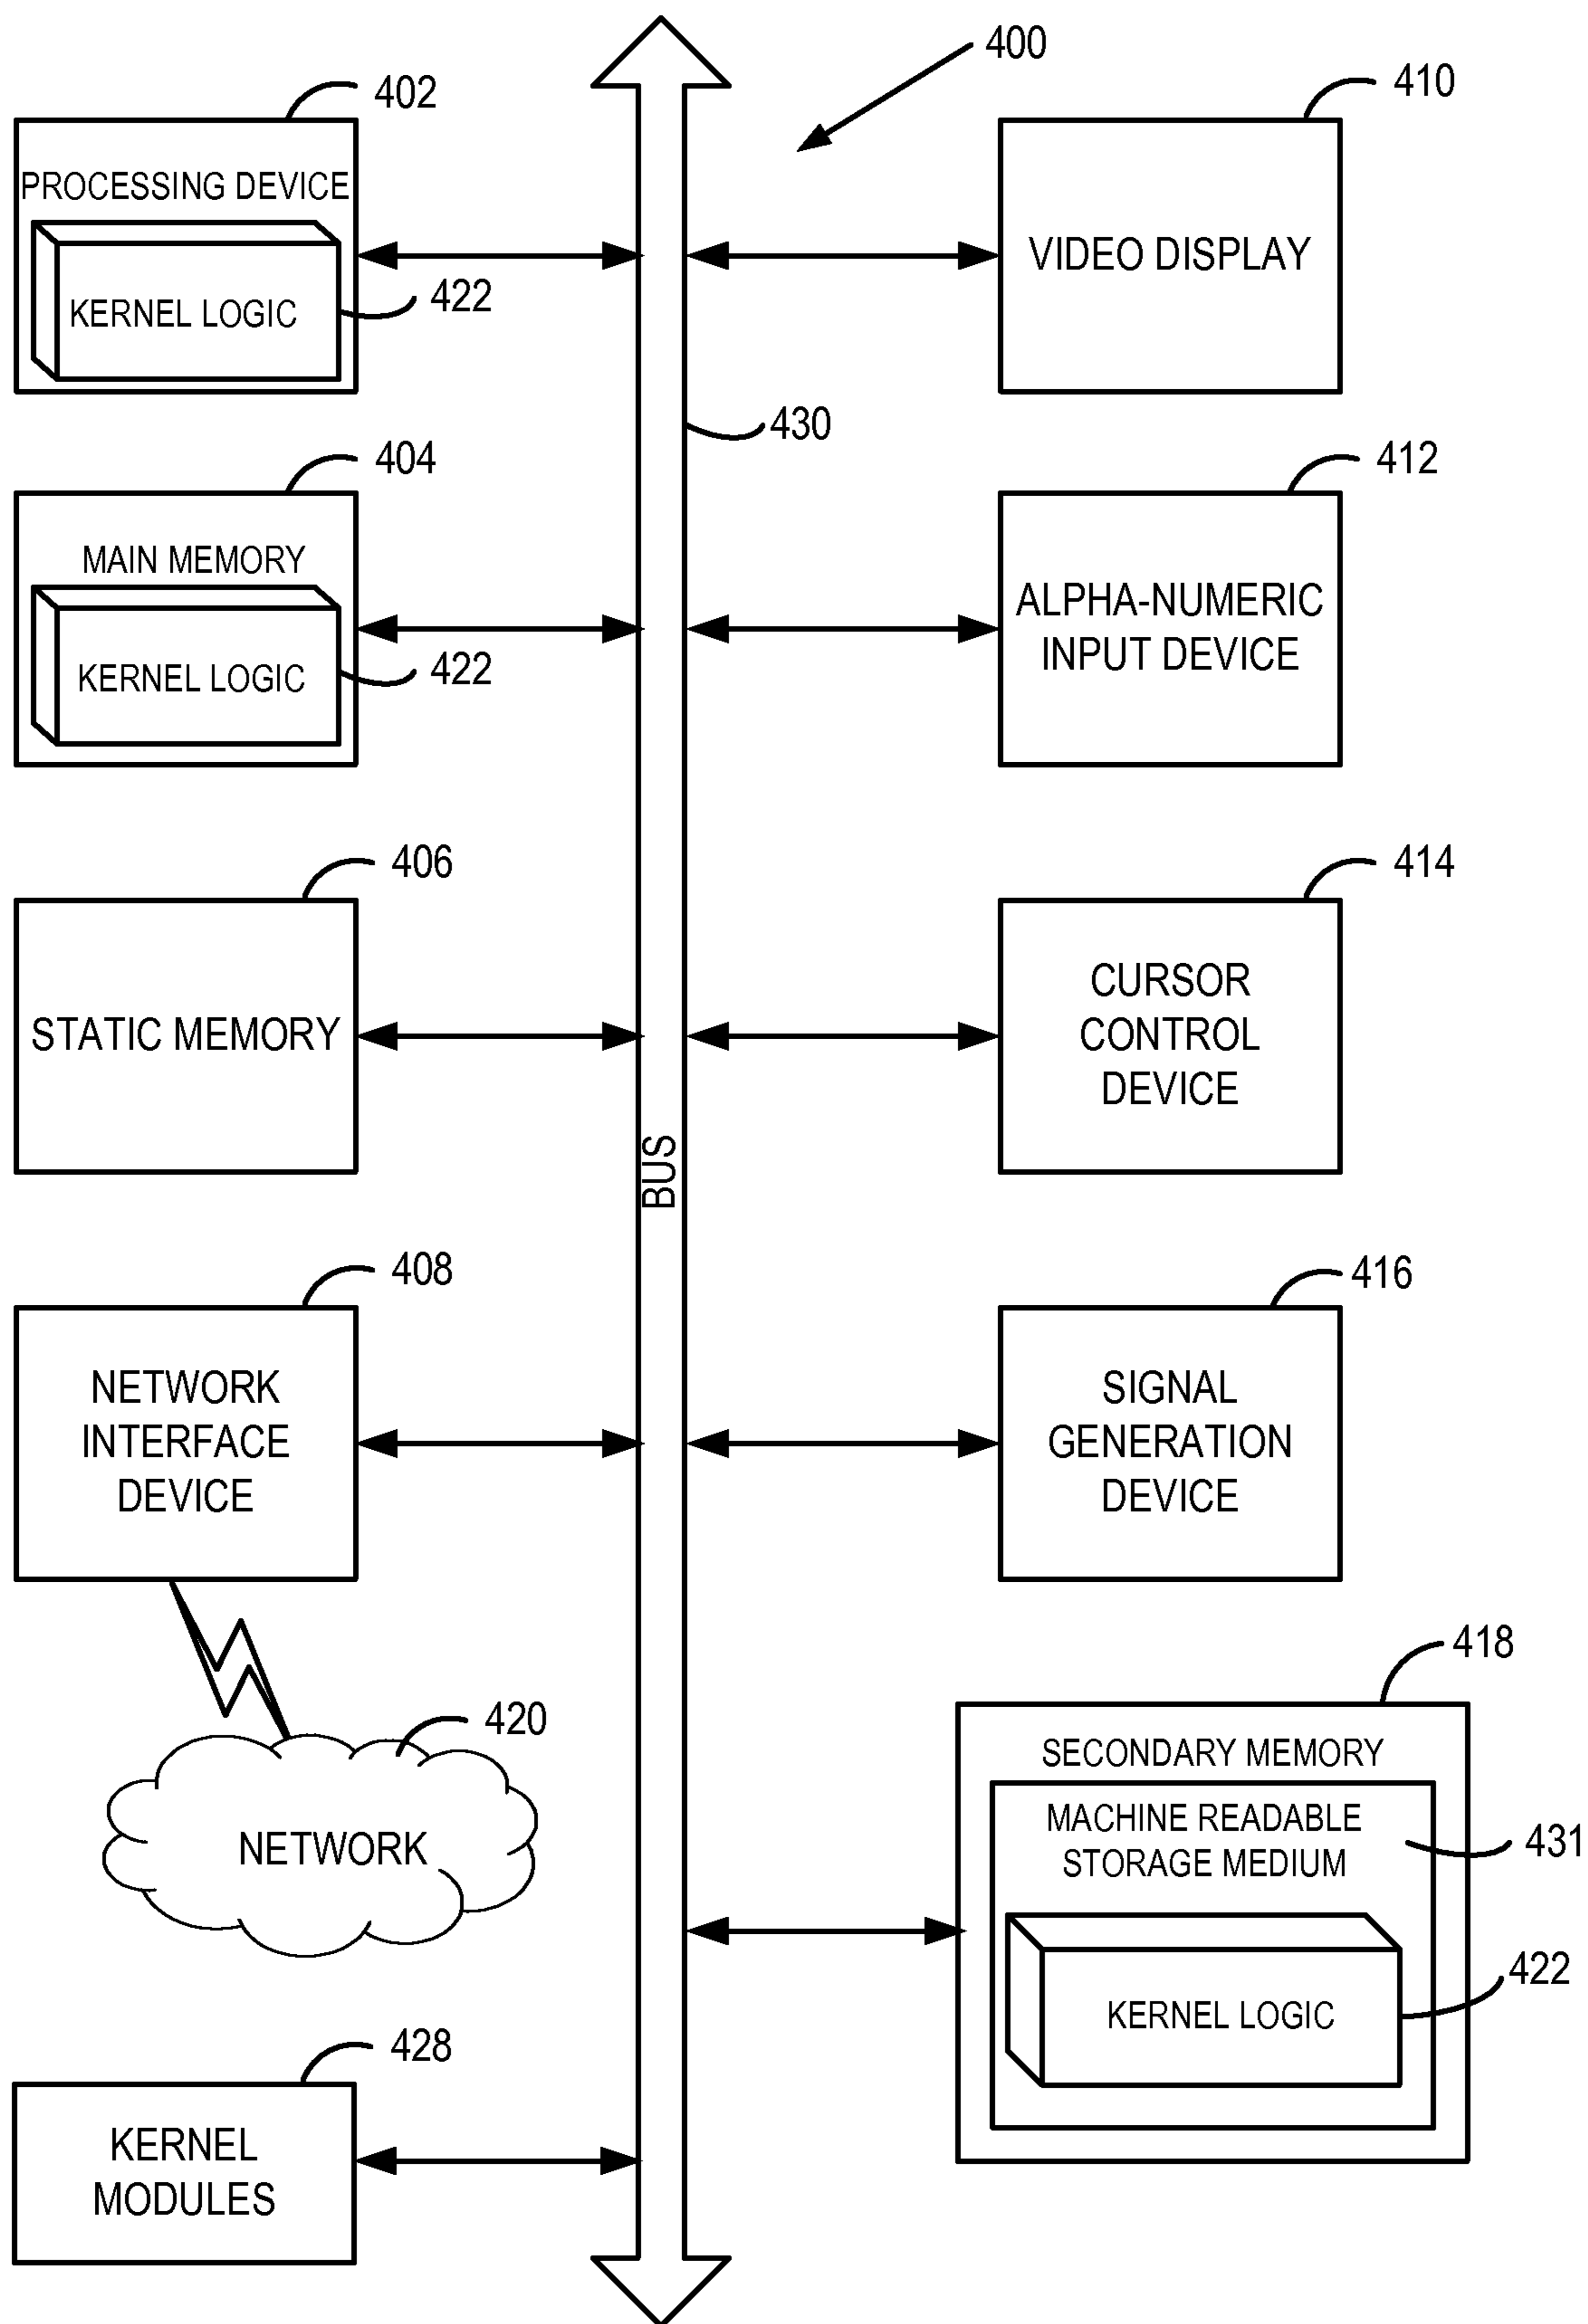 400
402
PROCESSING DEVICE
KERNEL LOGIC
422
410
VIDEO DISPLAY
430
404
MAIN MEMORY
KERNEL LOGIC
422
412
ALPHA-NUMERIC
INPUT DEVICE
406
STATIC MEMORY
414
CURSOR
CONTROL
DEVICE
BUS
408
NETWORK
INTERFACE
DEVICE
416
SIGNAL
GENERATION
DEVICE
420
NETWORK
418
SECONDARY MEMORY
MACHINE READABLE
STORAGE MEDIUM
431
KERNEL LOGIC
422
428
KERNEL
MODULES